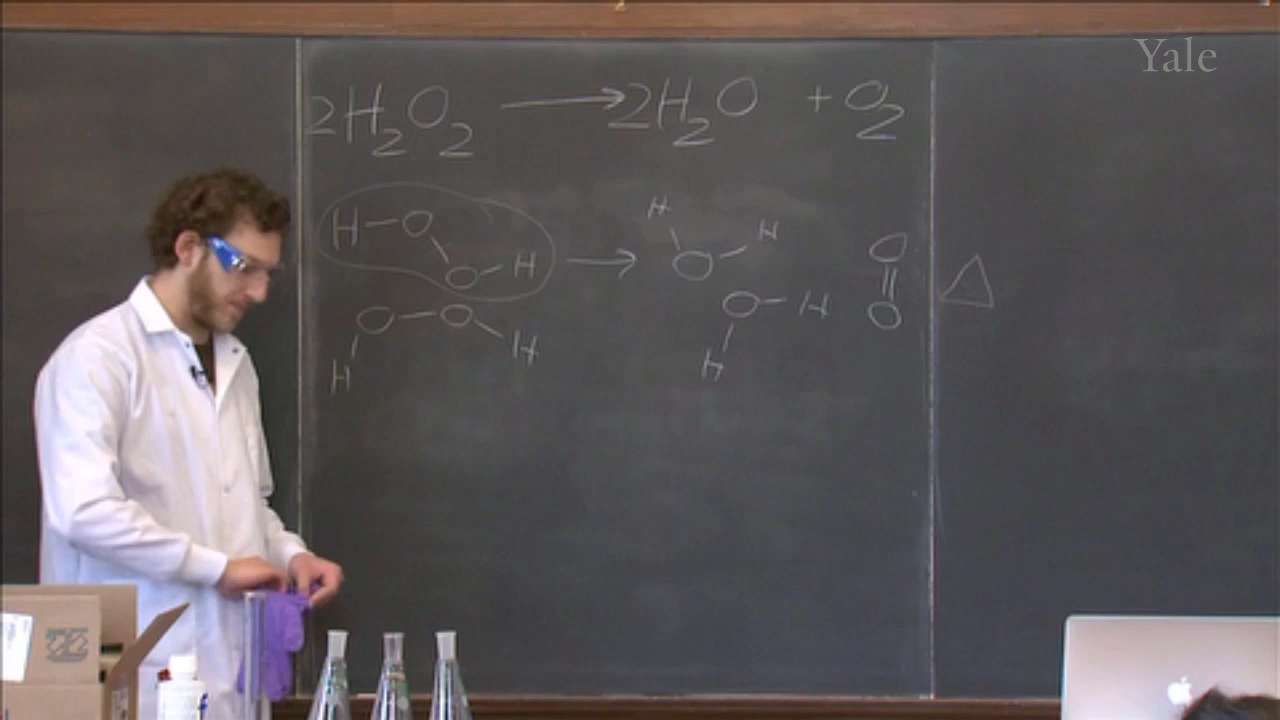 Yale
2H₂O₂ → 2H₂O + O₂
H–O H H O
O–H → O O–H || △
O–O O
H H H